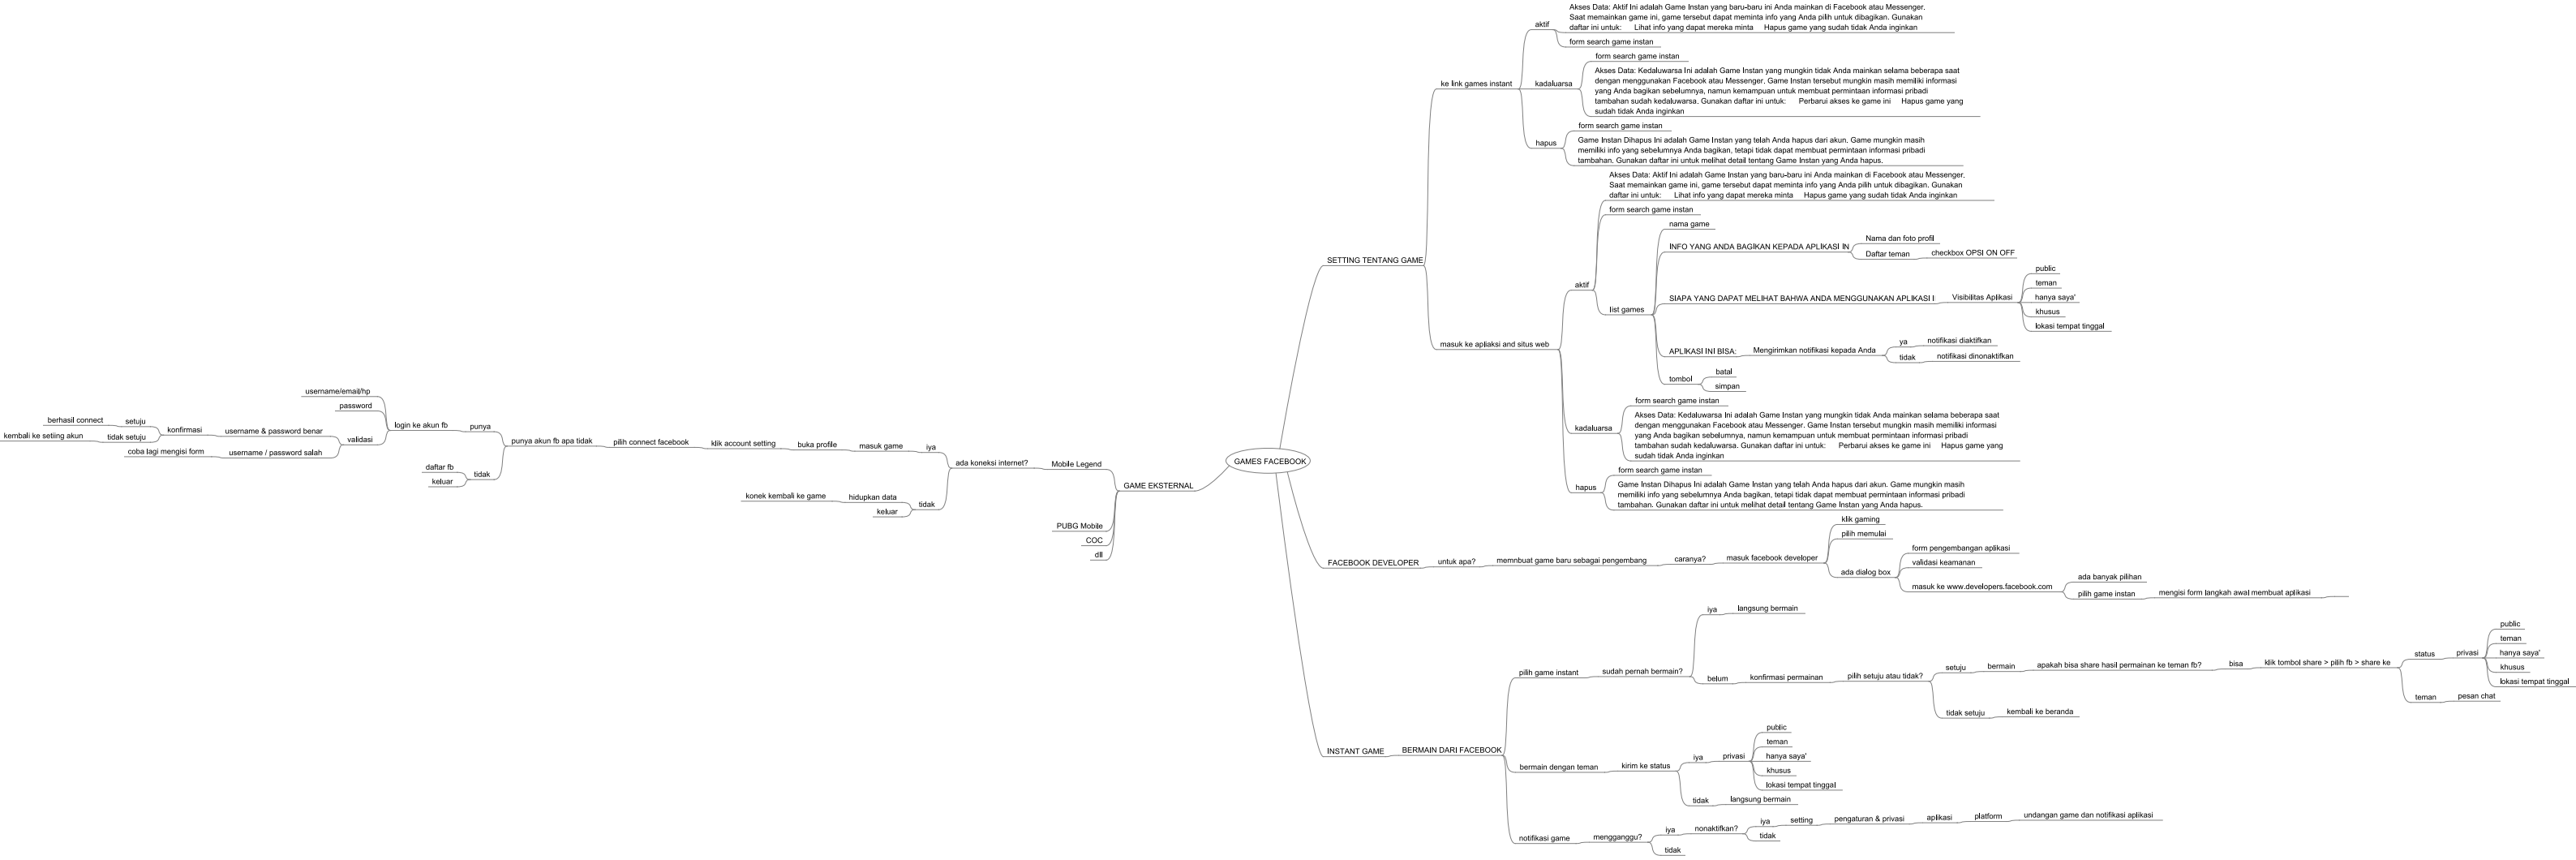 GAMES FACEBOOK
SETTING TENTANG GAME
ke link games instant
aktif
Akses Data: Aktif Ini adalah Game Instan yang baru-baru ini Anda mainkan di Facebook atau Messenger.
Saat memainkan game ini, game tersebut dapat meminta info yang Anda pilih untuk dibagikan. Gunakan
daftar ini untuk: Lihat info yang dapat mereka minta Hapus game yang sudah tidak Anda inginkan
form search game instan
kadaluarsa
form search game instan
Akses Data: Kedaluwarsa Ini adalah Game Instan yang mungkin tidak Anda mainkan selama beberapa saat
dengan menggunakan Facebook atau Messenger. Game Instan tersebut mungkin masih memiliki informasi
yang Anda bagikan sebelumnya, namun kemampuan untuk membuat permintaan informasi pribadi
tambahan sudah kedaluwarsa. Gunakan daftar ini untuk: Perbarui akses ke game ini Hapus game yang
sudah tidak Anda inginkan
hapus
form search game instan
Game Instan Dihapus Ini adalah Game Instan yang telah Anda hapus dari akun. Game mungkin masih
memiliki info yang sebelumnya Anda bagikan, tetapi tidak dapat membuat permintaan informasi pribadi
tambahan. Gunakan daftar ini untuk melihat detail tentang Game Instan yang Anda hapus.
masuk ke apliaksi and situs web
aktif
Akses Data: Aktif Ini adalah Game Instan yang baru-baru ini Anda mainkan di Facebook atau Messenger.
Saat memainkan game ini, game tersebut dapat meminta info yang Anda pilih untuk dibagikan. Gunakan
daftar ini untuk: Lihat info yang dapat mereka minta Hapus game yang sudah tidak Anda inginkan
form search game instan
list games
nama game
INFO YANG ANDA BAGIKAN KEPADA APLIKASI IN
Nama dan foto profil
Daftar teman
checkbox OPSI ON OFF
SIAPA YANG DAPAT MELIHAT BAHWA ANDA MENGGUNAKAN APLIKASI I
Visibilitas Aplikasi
public
teman
hanya saya'
khusus
lokasi tempat tinggal
APLIKASI INI BISA:
Mengirimkan notifikasi kepada Anda
ya
notifikasi diaktifkan
tidak
notifikasi dinonaktifkan
tombol
batal
simpan
kadaluarsa
form search game instan
Akses Data: Kedaluwarsa Ini adalah Game Instan yang mungkin tidak Anda mainkan selama beberapa saat
dengan menggunakan Facebook atau Messenger. Game Instan tersebut mungkin masih memiliki informasi
yang Anda bagikan sebelumnya, namun kemampuan untuk membuat permintaan informasi pribadi
tambahan sudah kedaluwarsa. Gunakan daftar ini untuk: Perbarui akses ke game ini Hapus game yang
sudah tidak Anda inginkan
hapus
form search game instan
Game Instan Dihapus Ini adalah Game Instan yang telah Anda hapus dari akun. Game mungkin masih
memiliki info yang sebelumnya Anda bagikan, tetapi tidak dapat membuat permintaan informasi pribadi
tambahan. Gunakan daftar ini untuk melihat detail tentang Game Instan yang Anda hapus.
FACEBOOK DEVELOPER
untuk apa?
memnbuat game baru sebagai pengembang
caranya?
masuk facebook developer
klik gaming
pilih memulai
ada dialog box
form pengembangan aplikasi
validasi keamanan
masuk ke www.developers.facebook.com
ada banyak pilihan
pilih game instan
mengisi form langkah awal membuat aplikasi
INSTANT GAME
BERMAIN DARI FACEBOOK
pilih game instant
sudah pernah bermain?
iya
langsung bermain
belum
konfirmasi permainan
pilih setuju atau tidak?
setuju
bermain
apakah bisa share hasil permainan ke teman fb?
bisa
klik tombol share > pilih fb > share ke
status
privasi
public
teman
hanya saya'
khusus
lokasi tempat tinggal
teman
pesan chat
tidak setuju
kembali ke beranda
bermain dengan teman
kirim ke status
iya
privasi
public
teman
hanya saya'
khusus
lokasi tempat tinggal
tidak
langsung bermain
notifikasi game
mengganggu?
iya
nonaktifkan?
iya
setting
pengaturan & privasi
aplikasi
platform
undangan game dan notifikasi aplikasi
tidak
tidak
GAME EKSTERNAL
Mobile Legend
ada koneksi internet?
iya
masuk game
buka profile
klik account setting
pilih connect facebook
punya akun fb apa tidak
punya
login ke akun fb
username/email/hp
password
validasi
username & password benar
konfirmasi
setuju
berhasil connect
tidak setuju
kembali ke setiing akun
username / password salah
coba lagi mengisi form
tidak
daftar fb
keluar
tidak
hidupkan data
konek kembali ke game
keluar
PUBG Mobile
COC
dll